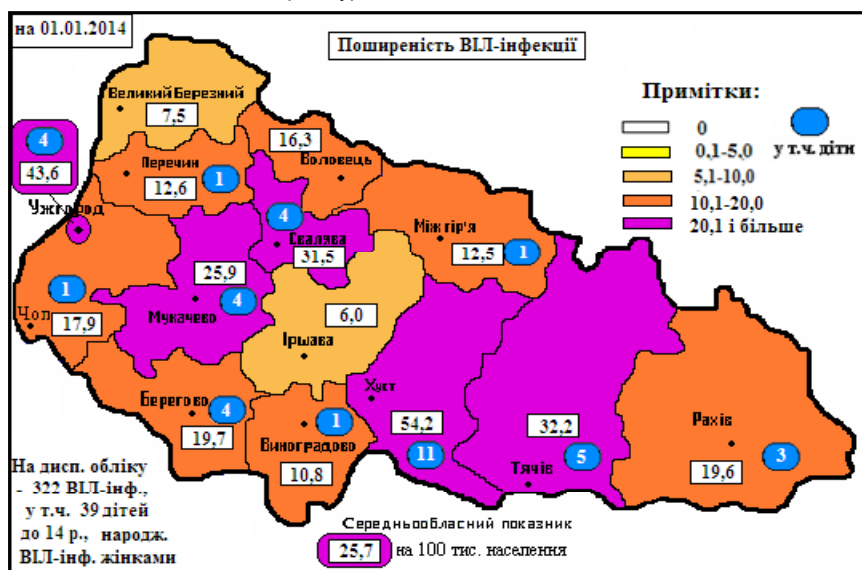 на 01.01.2014
Поширеність ВІЛ-інфекції
Примітки:
0
0,1-5,0
5,1-10,0
10,1-20,0
20,1 і більше
у т.ч. діти
Великий Березний
7,5
4
43,6
Ужгород
Перечин
12,6
1
16,3
Воловець
4
Свалява
31,5
Між гір'я
12,5
1
25,9
Мукачево
4
1
Чоп
17,9
6,0
Іршава
Берегово
4
19,7
1
Виноградово
10,8
Хуст
54,2
11
32,2
Тячів
5
Рахів
19,6
3
На дисп. обліку
- 322 ВІЛ-інф.,
у т.ч. 39 дітей
до 14 р., народж.
ВІЛ-інф. жінками
Середньообласний показник
25,7 на 100 тис. населення